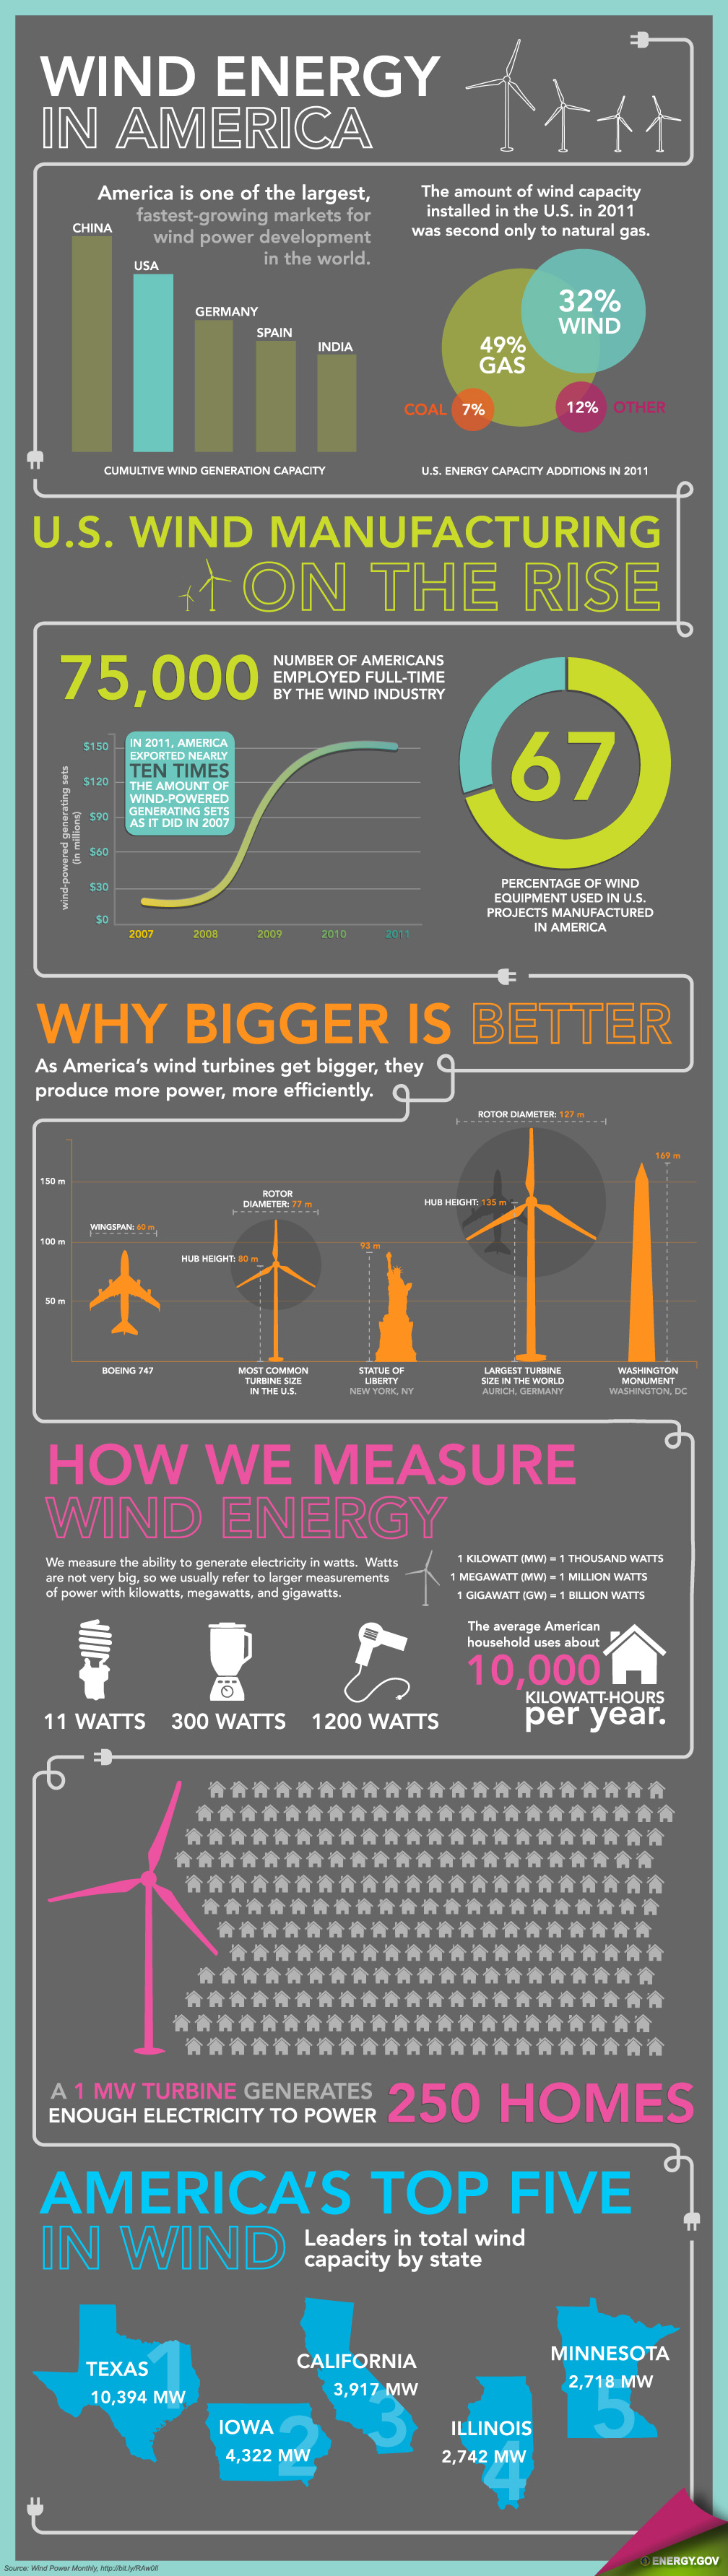 WIND ENERGY
IN AMERICA
America is one of the largest,
fastest-growing markets for
wind power development
in the world.
CHINA
USA
GERMANY
SPAIN
INDIA
CUMULTIVE WIND GENERATION CAPACITY
The amount of wind capacity
installed in the U.S. in 2011
was second only to natural gas.
32%
WIND
49%
GAS
COAL 7%
12% OTHER
U.S. ENERGY CAPACITY ADDITIONS IN 2011
U.S. WIND MANUFACTURING
ON THE RISE
75,000
NUMBER OF AMERICANS
EMPLOYED FULL-TIME
BY THE WIND INDUSTRY
wind-powered generating sets
(in millions)
$150
$120
$90
$60
$30
$0
IN 2011, AMERICA
EXPORTED NEARLY
TEN TIMES
THE AMOUNT OF
WIND-POWERED
GENERATING SETS
AS IT DID IN 2007
2007
2008
2009
2010
2011
67
PERCENTAGE OF WIND
EQUIPMENT USED IN U.S.
PROJECTS MANUFACTURED
IN AMERICA
WHY BIGGER IS BETTER
As America's wind turbines get bigger, they
produce more power, more efficiently.
150 m
100 m
50 m
WINGSPAN: 60 m
BOEING 747
ROTOR
DIAMETER: 77 m
HUB HEIGHT: 80 m
MOST COMMON
TURBINE SIZE
IN THE U.S.
93 m
STATUE OF
LIBERTY
NEW YORK, NY
ROTOR DIAMETER: 127 m
HUB HEIGHT: 135 m
LARGEST TURBINE
SIZE IN THE WORLD
AURICH, GERMANY
169 m
WASHINGTON
MONUMENT
WASHINGTON, DC
HOW WE MEASURE
WIND ENERGY
We measure the ability to generate electricity in watts. Watts
are not very big, so we usually refer to larger measurements
of power with kilowatts, megawatts, and gigawatts.
1 KILOWATT (MW) = 1 THOUSAND WATTS
1 MEGAWATT (MW) = 1 MILLION WATTS
1 GIGAWATT (GW) = 1 BILLION WATTS
11 WATTS
300 WATTS
1200 WATTS
The average American
household uses about
10,000
KILOWATT-HOURS
per year.
A 1 MW TURBINE GENERATES
ENOUGH ELECTRICITY TO POWER
250 HOMES
AMERICA'S TOP FIVE
IN WIND
Leaders in total wind
capacity by state
1
TEXAS
10,394 MW
2
IOWA
4,322 MW
3
CALIFORNIA
3,917 MW
4
ILLINOIS
2,742 MW
5
MINNESOTA
2,718 MW
Source: Wind Power Monthly, http://bit.ly/RAw0ll
© ENERGY.GOV